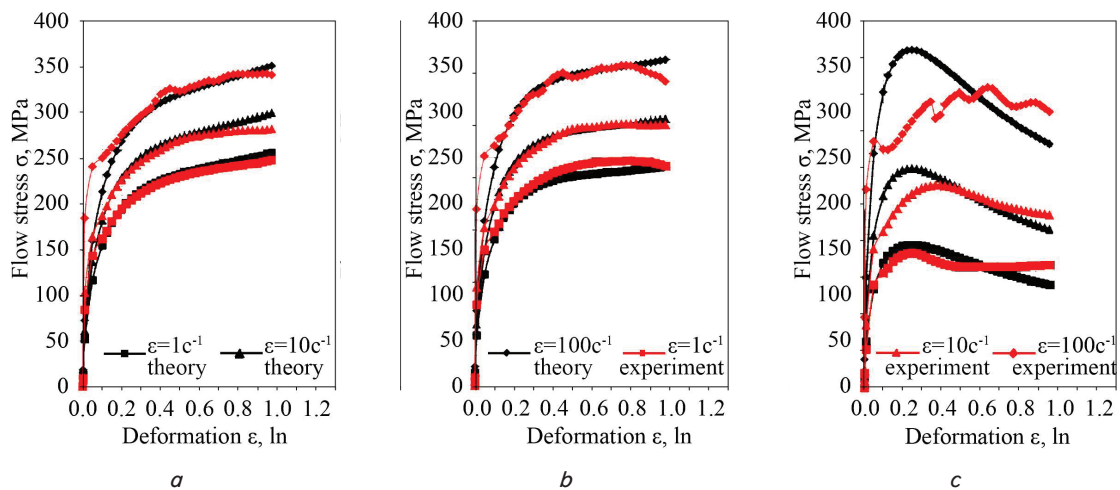 Flow stress σ, MPa
400
350
300
250
200
150
100
50
0
ε=1c⁻¹ theory
ε=10c⁻¹ theory
0.0 0.2 0.4 0.6 0.8 1.0 1.2
Deformation ε, ln
a
Flow stress σ, MPa
400
350
300
250
200
150
100
50
0
ε=100c⁻¹ theory
ε=1c⁻¹ experiment
0.0 0.2 0.4 0.6 0.8 1.0 1.2
Deformation ε, ln
b
Flow stress σ, MPa
400
350
300
250
200
150
100
50
0
ε=10c⁻¹ experiment
ε=100c⁻¹ experiment
0.0 0.2 0.4 0.6 0.8 1.0 1.2
Deformation ε, ln
c